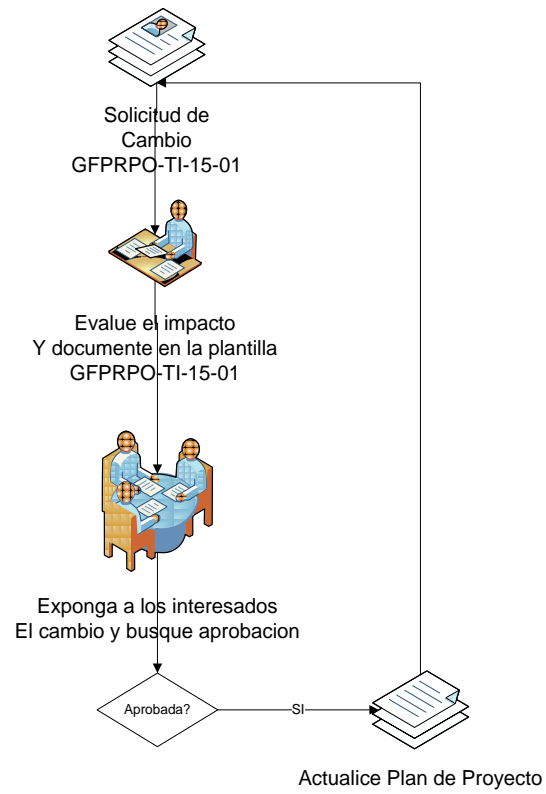 Solicitud de
Cambio
GFPRPO-TI-15-01
Evalue el impacto
Y documente en la plantilla
GFPRPO-TI-15-01
Exponga a los interesados
El cambio y busque aprobacion
Aprobada?
SI
Actualice Plan de Proyecto